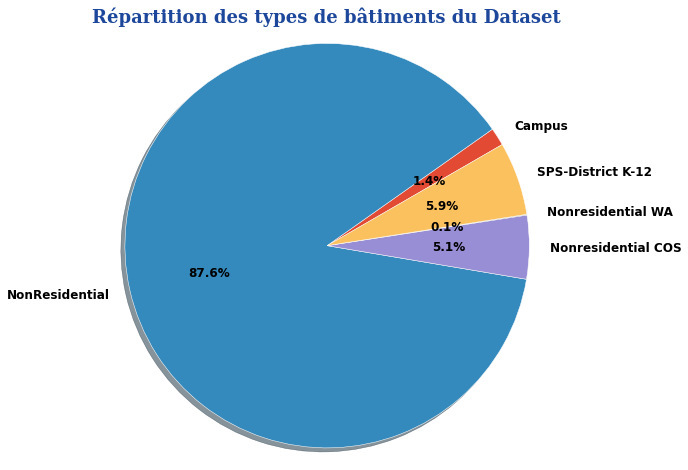 Répartition des types de bâtiments du Dataset
Campus
1.4%
SPS-District K-12
5.9%
Nonresidential WA
0.1%
Nonresidential COS
5.1%
87.6%
NonResidential